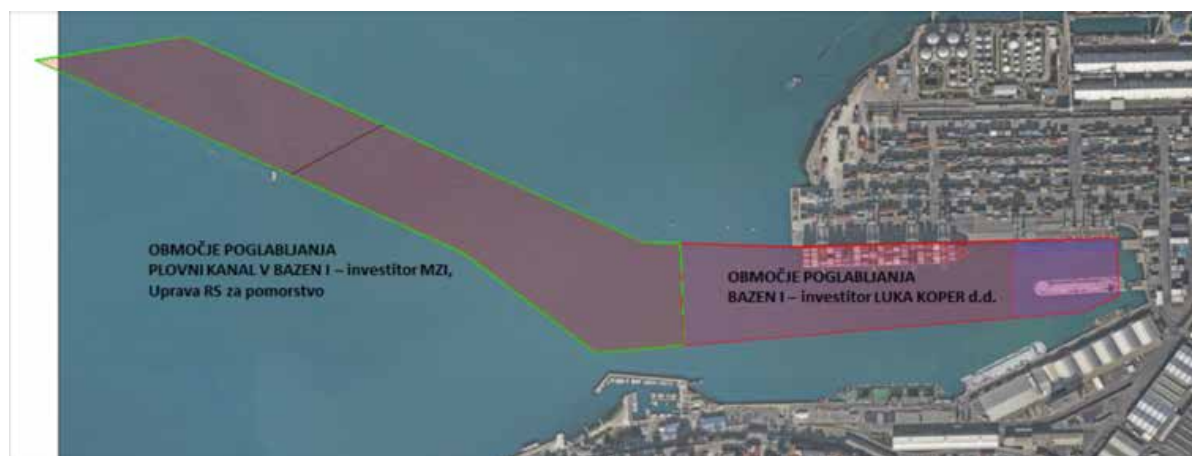 OBMOČJE POGLABLJANJA
PLOVNI KANAL V BAZEN I – investitor MZI,
Uprava RS za pomorstvo
OBMOČJE POGLABLJANJA
BAZEN I – investitor LUKA KOPER d.d.